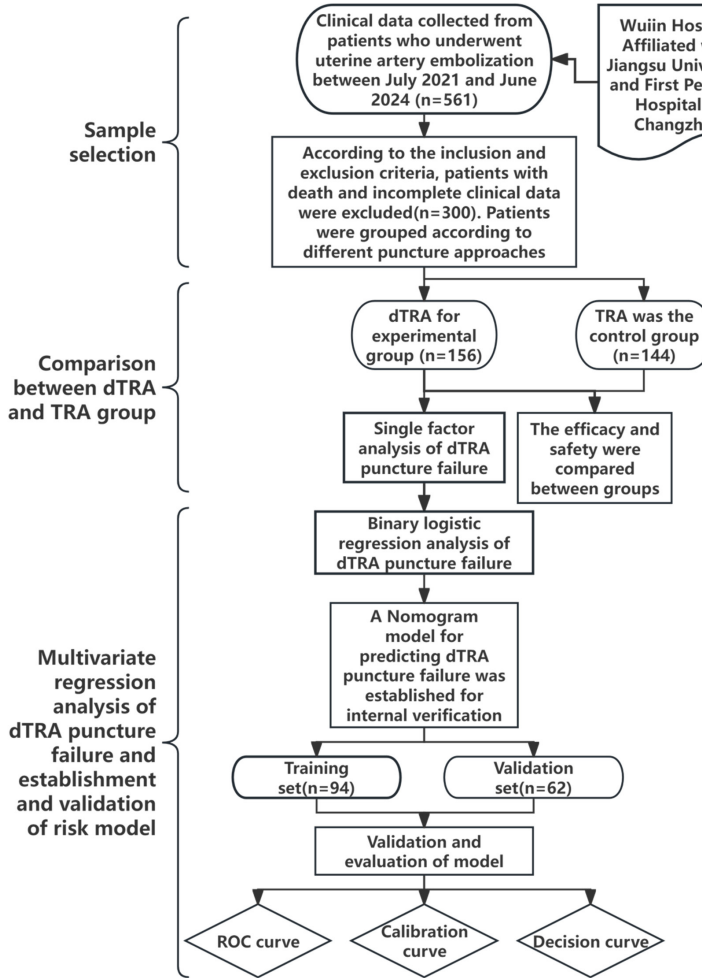 Clinical data collected from
patients who underwent
uterine artery embolization
between July 2021 and June
2024 (n=561)
Wuiin
Affiliated
Jiangsu
and First
Hospital
Sample
selection
According to the inclusion and
exclusion criteria, patients with
death and incomplete clinical data
were excluded(n=300). Patients
were grouped according to
different puncture approaches
dTRA for
experimental
group (n=156)
TRA was the
control group
(n=144)
Comparison
between dTRA
and TRA group
Single factor
analysis of dTRA
puncture failure
The efficacy and
safety were
compared
between groups
Binary logistic
regression analysis of
dTRA puncture failure
A Nomogram
model for
predicting dTRA
puncture failure was
established for
internal verification
Multivariate
regression
analysis of
dTRA puncture
failure and
establishment
and validation
of risk model
Training
set(n=94)
Validation
set(n=62)
Validation and
evaluation of model
ROC curve
Calibration
curve
Decision curve